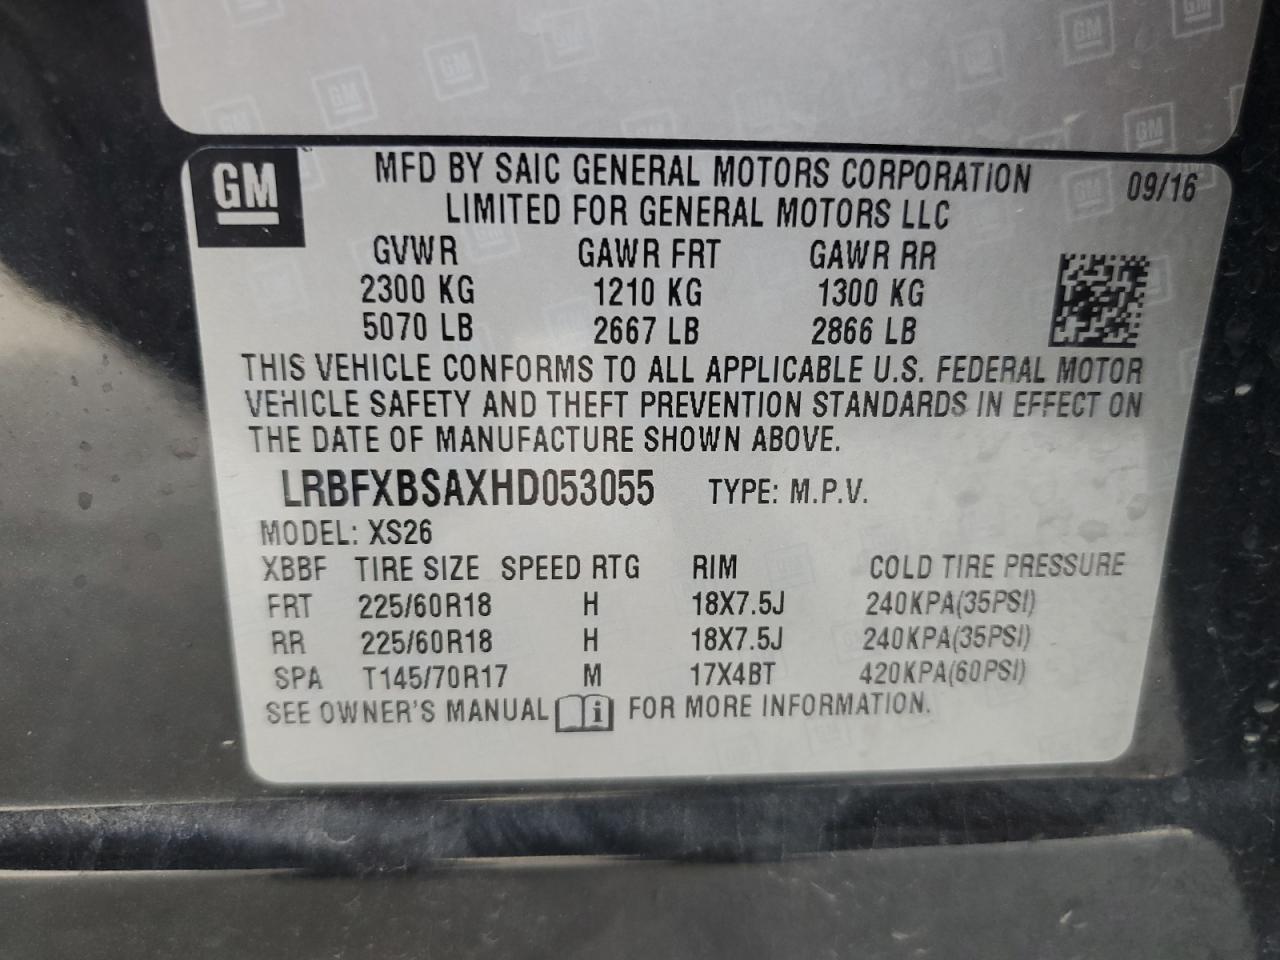 GM
MFD BY SAIC GENERAL MOTORS CORPORATION
LIMITED FOR GENERAL MOTORS LLC
09/16
GVWR GAWR FRT GAWR RR
2300 KG 1210 KG 1300 KG
5070 LB 2667 LB 2866 LB
THIS VEHICLE CONFORMS TO ALL APPLICABLE U.S. FEDERAL MOTOR
VEHICLE SAFETY AND THEFT PREVENTION STANDARDS IN EFFECT ON
THE DATE OF MANUFACTURE SHOWN ABOVE.
LRBFXBSAXHD053055 TYPE: M.P.V.
MODEL: XS26
XBBF TIRE SIZE SPEED RTG RIM COLD TIRE PRESSURE
FRT 225/60R18 H 18X7.5J 240KPA(35PSI)
RR 225/60R18 H 18X7.5J 240KPA(35PSI)
SPA T145/70R17 M 17X4BT 420KPA(60PSI)
SEE OWNER'S MANUAL i FOR MORE INFORMATION.